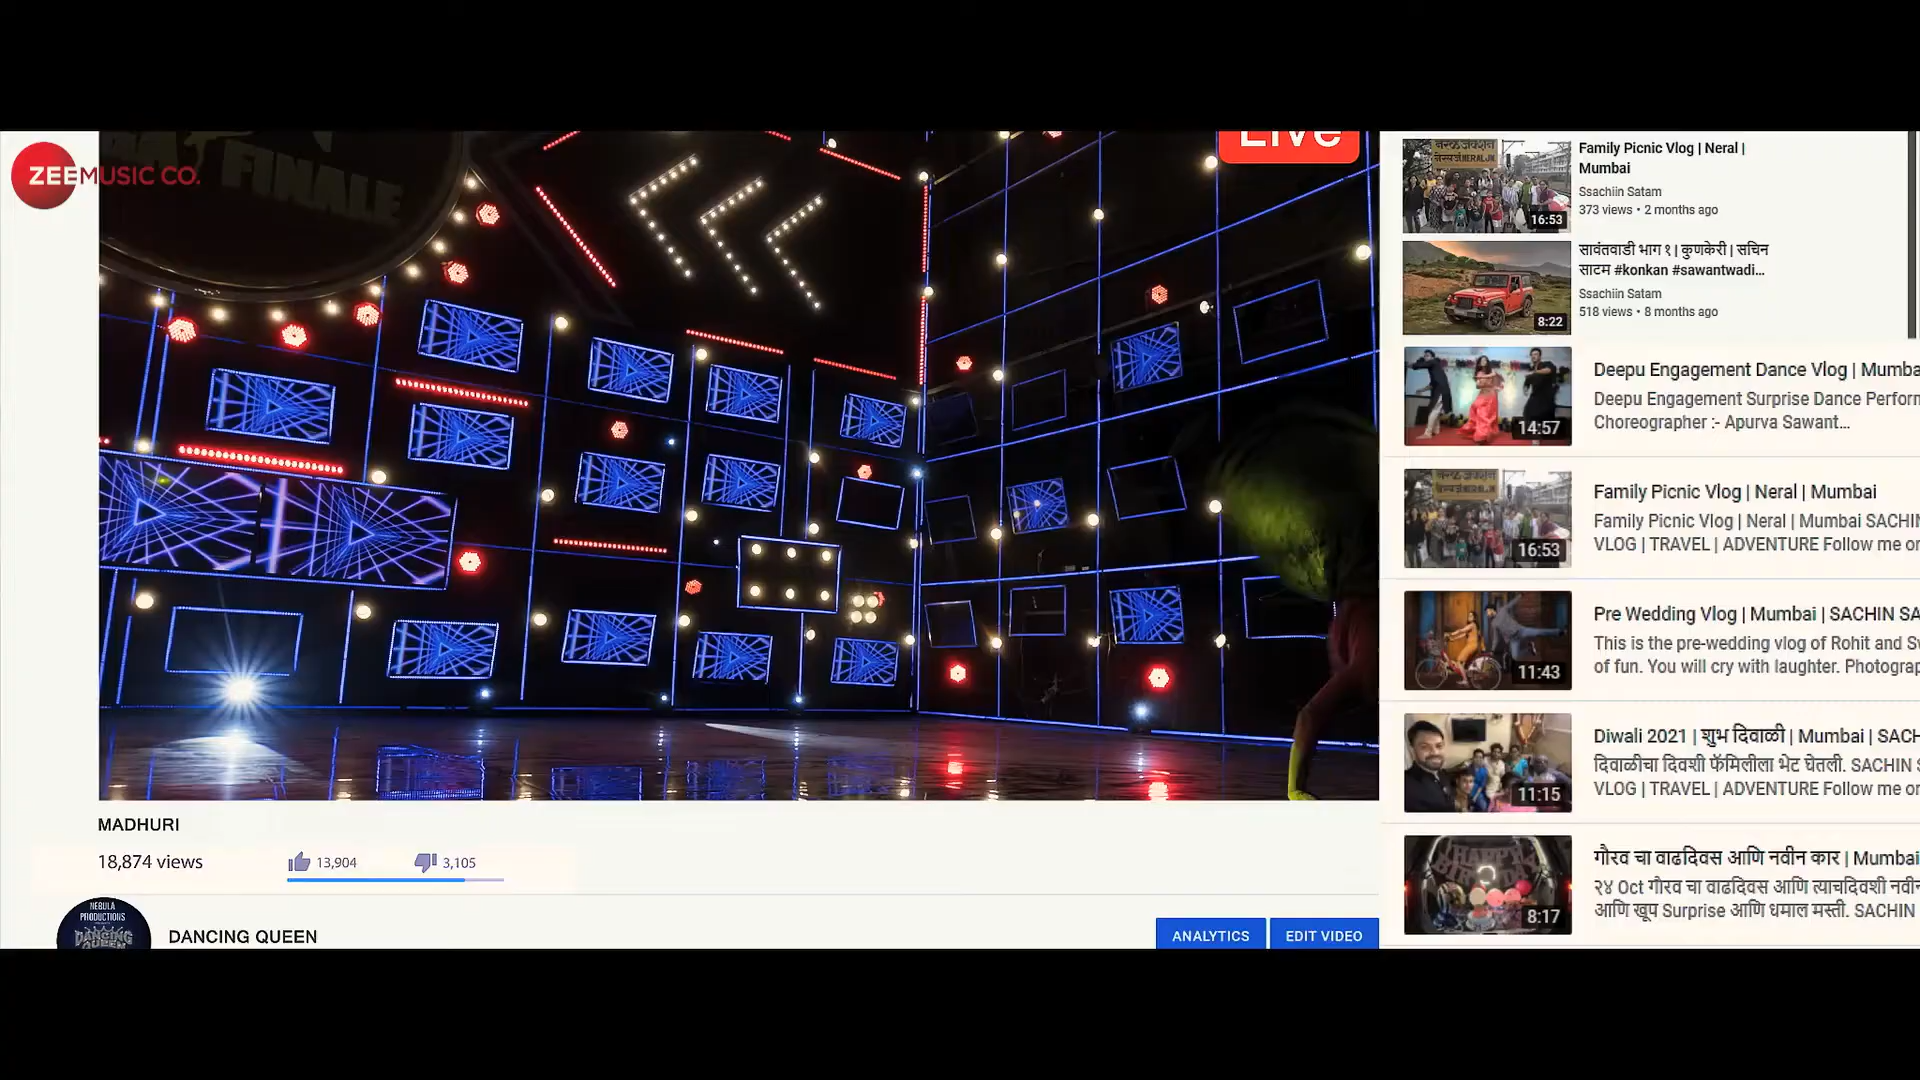 ZEE MUSIC CO.
FINALE
Live
MADHURI
18,874 views
13,904
3,105
NEBULA
PRODUCTIONS
DANCING
QUEEN
DANCING QUEEN
ANALYTICS
EDIT VIDEO
Family Picnic Vlog | Neral |
Mumbai
Ssachiin Satam
373 views • 2 months ago
16:53
सावंतवाडी भाग १ | कुणकेरी | सचिन
साटम #konkan #sawantwadi...
Ssachiin Satam
518 views • 8 months ago
8:22
Deepu Engagement Dance Vlog | Mumba
Deepu Engagement Surprise Dance Perforn
Choreographer :- Apurva Sawant...
14:57
Family Picnic Vlog | Neral | Mumbai
Family Picnic Vlog | Neral | Mumbai SACHIN
VLOG | TRAVEL | ADVENTURE Follow me or
16:53
Pre Wedding Vlog | Mumbai | SACHIN SA
This is the pre-wedding vlog of Rohit and Sw
of fun. You will cry with laughter. Photograp
11:43
Diwali 2021 | शुभ दिवाळी | Mumbai | SACH
दिवाळीचा दिवशी फॅमिलीला भेट घेतली. SACHIN S
VLOG | TRAVEL | ADVENTURE Follow me or
11:15
गौरव चा वाढदिवस आणि नवीन कार | Mumbai
२४ Oct गौरव चा वाढदिवस आणि त्याचदिवशी नवीन
आणि खूप Surprise आणि धमाल मस्ती. SACHIN
8:17